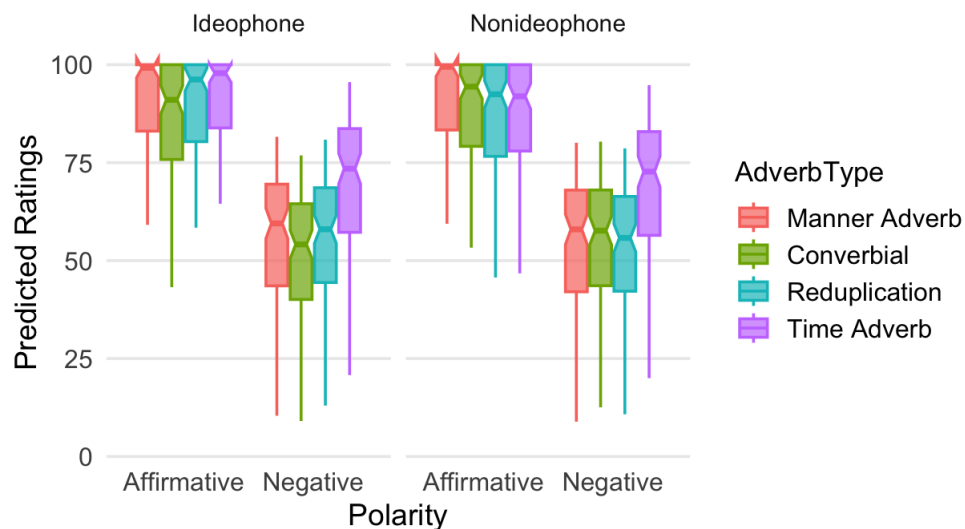 Ideophone
Nonideophone
100
75
50
25
0
Predicted Ratings
Affirmative
Negative
Affirmative
Negative
Polarity
AdverbType
Manner Adverb
Converbial
Reduplication
Time Adverb